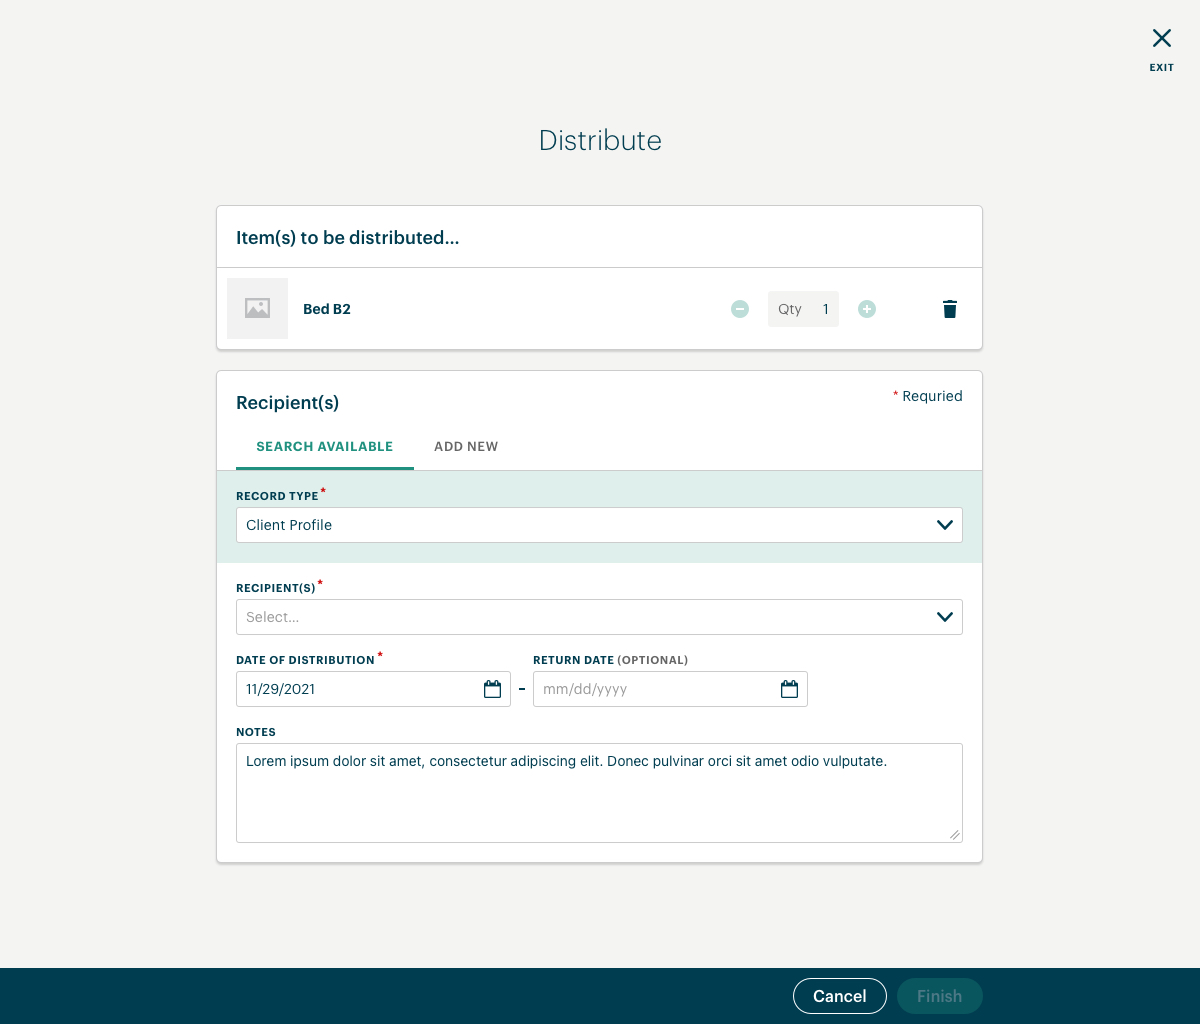 EXIT
Distribute
Item(s) to be distributed...
Bed B2
Qty 1
Recipient(s)
* Requried
SEARCH AVAILABLE ADD NEW
RECORD TYPE*
Client Profile
RECIPIENT(S)*
Select...
DATE OF DISTRIBUTION* RETURN DATE (OPTIONAL)
11/29/2021 - mm/dd/yyyy
NOTES
Lorem ipsum dolor sit amet, consectetur adipiscing elit. Donec pulvinar orci sit amet odio vulputate.
Cancel Finish